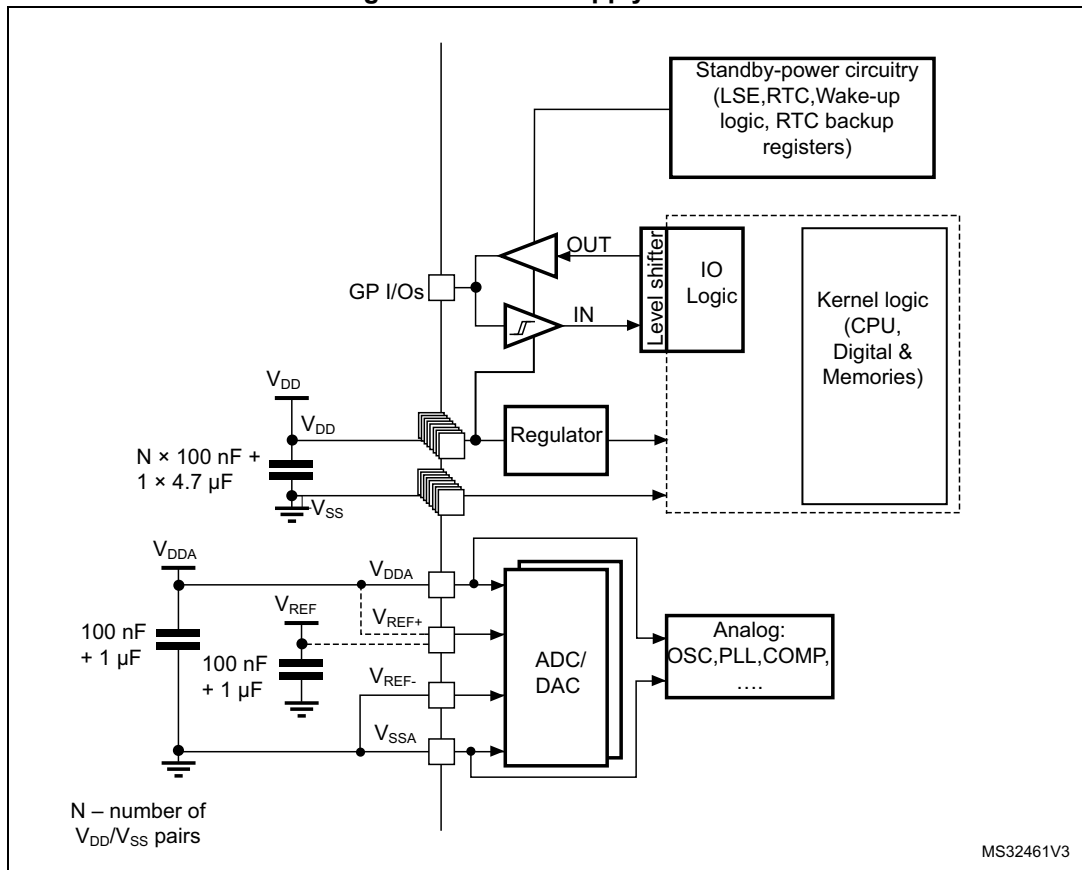 Standby-power circuitry
(LSE,RTC,Wake-up
logic, RTC backup
registers)
OUT
Level shifter
IO
Logic
GP I/Os
IN
Kernel logic
(CPU,
Digital &
Memories)
VDD
VDD
Regulator
N × 100 nF +
1 × 4.7 µF
VSS
VDDA
VDDA
VREF
VREF+
100 nF
+ 1 µF
100 nF
+ 1 µF
ADC/
DAC
Analog:
OSC,PLL,COMP,
....
VREF-
VSSA
N – number of
VDD/VSS pairs
MS32461V3